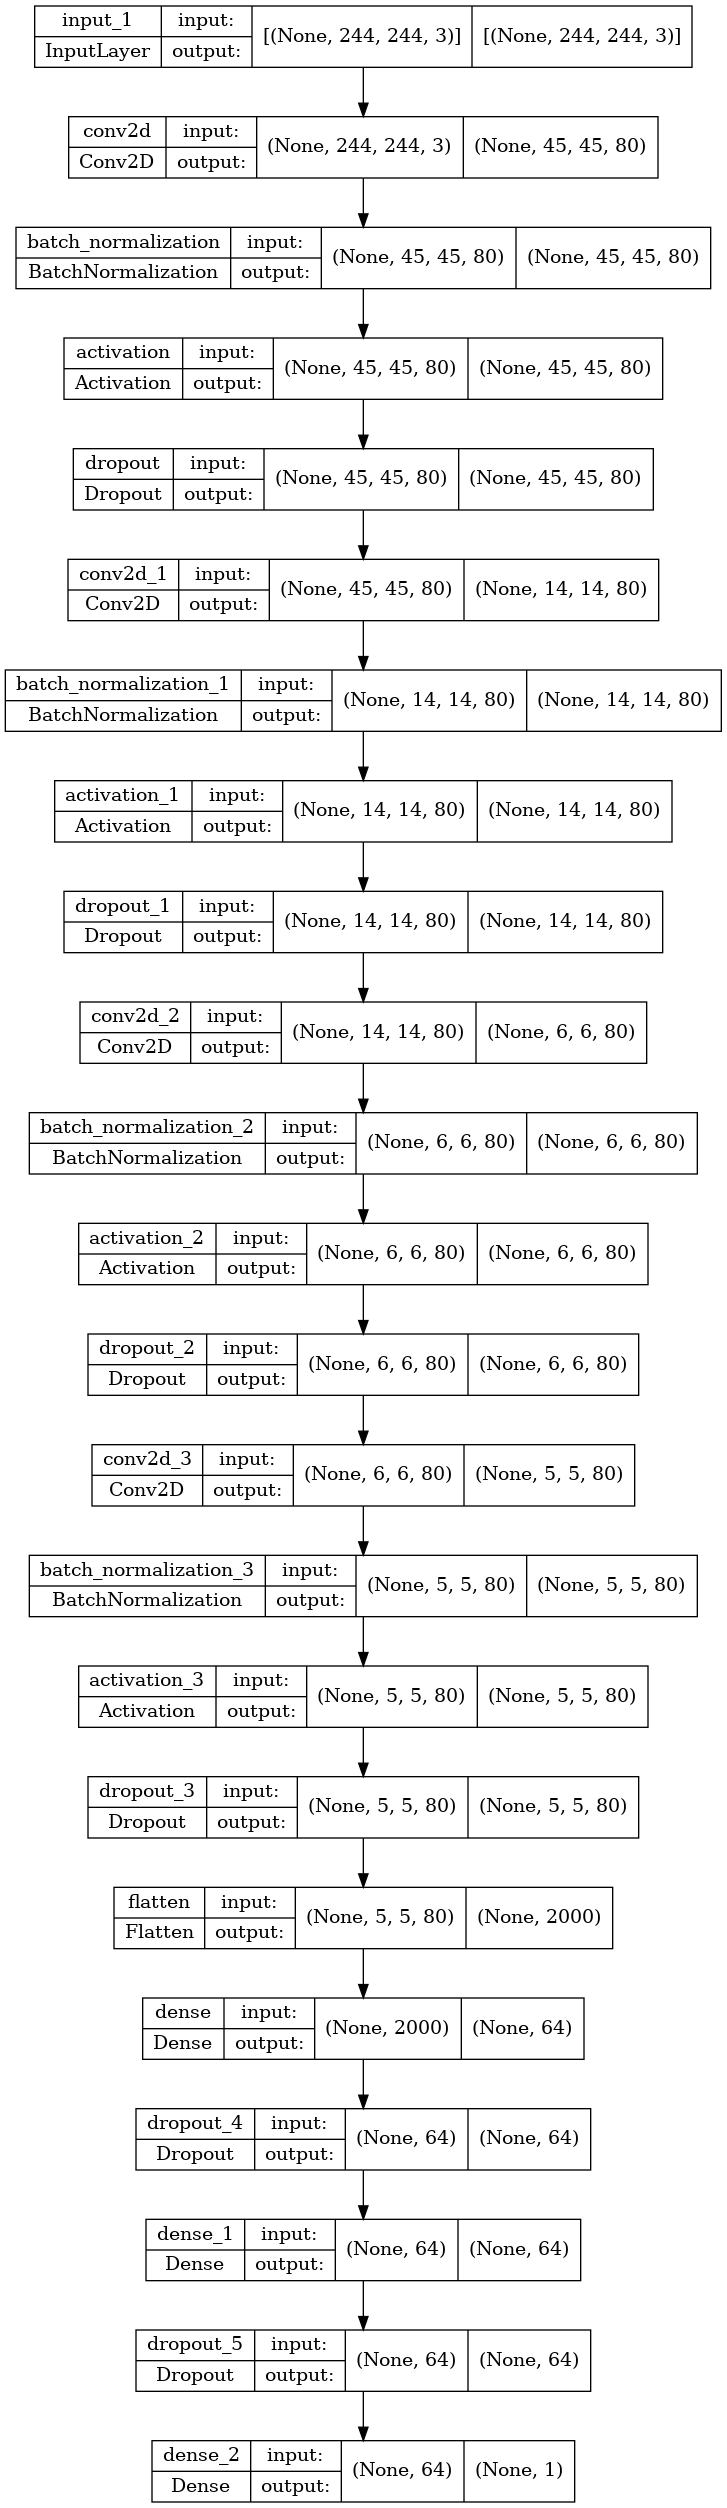 input_1 input: [(None, 244, 244, 3)] [(None, 244, 244, 3)]
InputLayer output:
conv2d input: (None, 244, 244, 3) (None, 45, 45, 80)
Conv2D output:
batch_normalization input: (None, 45, 45, 80) (None, 45, 45, 80)
BatchNormalization output:
activation input: (None, 45, 45, 80) (None, 45, 45, 80)
Activation output:
dropout input: (None, 45, 45, 80) (None, 45, 45, 80)
Dropout output:
conv2d_1 input: (None, 45, 45, 80) (None, 14, 14, 80)
Conv2D output:
batch_normalization_1 input: (None, 14, 14, 80) (None, 14, 14, 80)
BatchNormalization output:
activation_1 input: (None, 14, 14, 80) (None, 14, 14, 80)
Activation output:
dropout_1 input: (None, 14, 14, 80) (None, 14, 14, 80)
Dropout output:
conv2d_2 input: (None, 14, 14, 80) (None, 6, 6, 80)
Conv2D output:
batch_normalization_2 input: (None, 6, 6, 80) (None, 6, 6, 80)
BatchNormalization output:
activation_2 input: (None, 6, 6, 80) (None, 6, 6, 80)
Activation output:
dropout_2 input: (None, 6, 6, 80) (None, 6, 6, 80)
Dropout output:
conv2d_3 input: (None, 6, 6, 80) (None, 5, 5, 80)
Conv2D output:
batch_normalization_3 input: (None, 5, 5, 80) (None, 5, 5, 80)
BatchNormalization output:
activation_3 input: (None, 5, 5, 80) (None, 5, 5, 80)
Activation output:
dropout_3 input: (None, 5, 5, 80) (None, 5, 5, 80)
Dropout output:
flatten input: (None, 5, 5, 80) (None, 2000)
Flatten output:
dense input: (None, 2000) (None, 64)
Dense output:
dropout_4 input: (None, 64) (None, 64)
Dropout output:
dense_1 input: (None, 64) (None, 64)
Dense output:
dropout_5 input: (None, 64) (None, 64)
Dropout output:
dense_2 input: (None, 64) (None, 1)
Dense output: